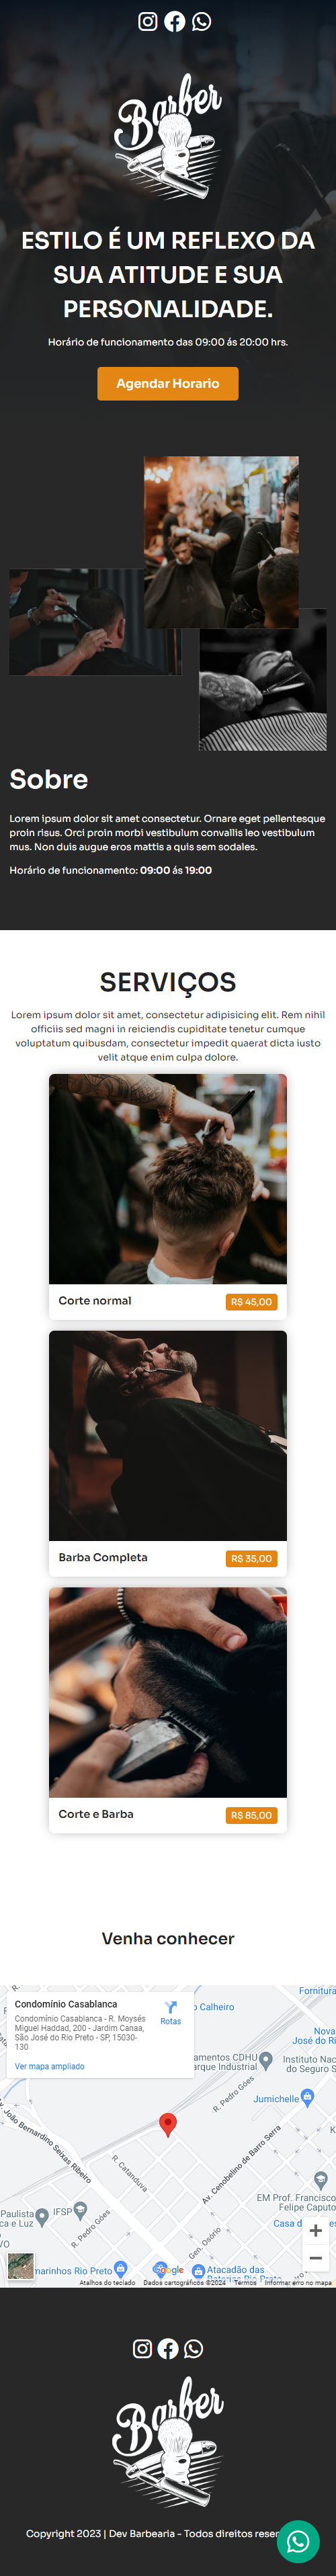 Barber
ESTILO É UM REFLEXO DA
SUA ATITUDE E SUA
PERSONALIDADE.
Horário de funcionamento das 09:00 ás 20:00 hrs.
Agendar Horario
Sobre
Lorem ipsum dolor sit amet consectetur. Ornare eget pellentesque
proin risus. Orci proin morbi vestibulum convallis leo vestibulum
mus. Non duis augue eros mattis a quis sem sodales.
Horário de funcionamento: 09:00 ás 19:00
SERVIÇOS
Lorem ipsum dolor sit amet, consectetur adipisicing elit. Rem nihil
officiis sed magni in reiciendis cupiditate tenetur cumque
voluptatum quibusdam, consectetur impedit quaerat dicta iusto
velit atque enim culpa dolore.
Corte normal
R$ 45,00
Barba Completa
R$ 35,00
Corte e Barba
R$ 85,00
Venha conhecer
Condomínio Casablanca
Condomínio Casablanca - R. Moysés
Miguel Haddad, 200 - Jardim Canaa,
São José do Rio Preto - SP, 15030-
130
Rotas
Ver mapa ampliado
Fornitura
o Calheiro
Nova
José do Ri
amentos CDHU
arque Industrial
Instituto Nac
do Seguro S
R. Pedro Góes
Jumichelle
Av. João Bernardino Seixas Ribeiro
R. Catanduva
Av. Cenobelino de Barro Serra
EM Prof. Francisco
Felipe Caputo
Paulista
ca e Luz
IFSP
R. Pedro Góes
Gen. Osório
Casa d
marinhos Rio Preto
Google
Atacadão das
Baterias Rio Preto
Atalhos do teclado
Dados cartográficos ©2024
Termos
Informar erro no mapa
Barber
Copyright 2023 | Dev Barbearia - Todos direitos reser